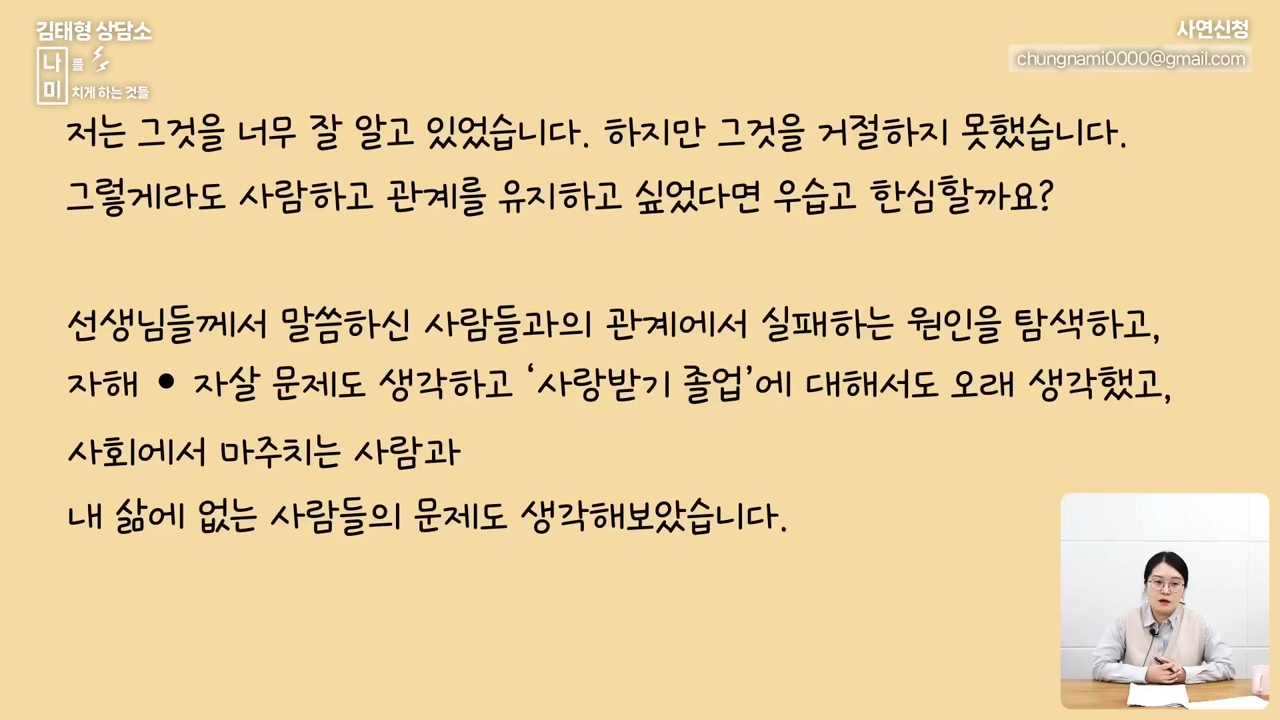 김태형 상담소
나를
미치게 하는 것들
사연신청
chungnami0000@gmail.com
저는 그것을 너무 잘 알고 있었습니다. 하지만 그것을 거절하지 못했습니다.
그렇게라도 사람하고 관계를 유지하고 싶었다면 우습고 한심할까요?
선생님들께서 말씀하신 사람들과의 관계에서 실패하는 원인을 탐색하고,
자해 • 자살 문제도 생각하고 ‘사랑받기 졸업’에 대해서도 오래 생각했고,
사회에서 마주치는 사람과
내 삶에 없는 사람들의 문제도 생각해보았습니다.